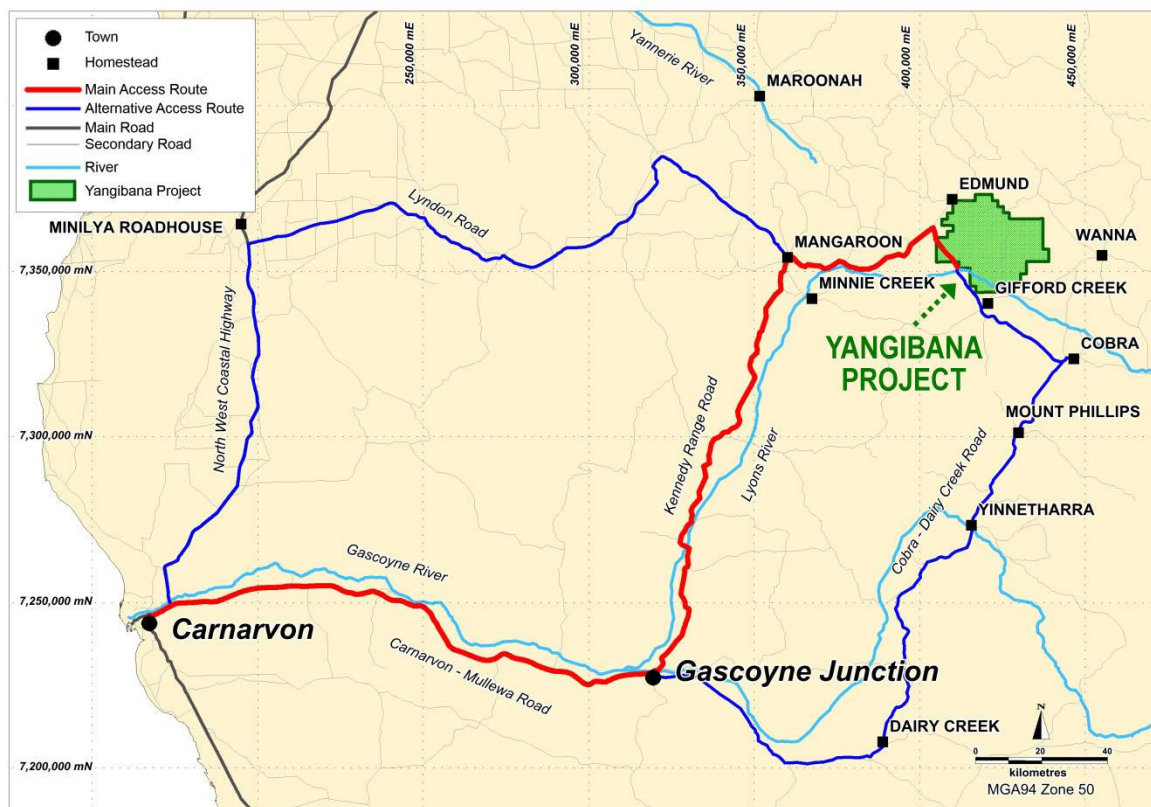 Town
Homestead
Main Access Route
Alternative Access Route
Main Road
Secondary Road
River
Yangibana Project
250,000 mE
300,000 mE
350,000 mE
400,000 mE
450,000 mE
Yannerie River
MAROONAH
EDMUND
Lyndon Road
MINILYA ROADHOUSE
MANGAROON
WANNA
7,350,000 mN
MINNIE CREEK
GIFFORD CREEK
YANGIBANA
PROJECT
COBRA
North West Coastal Highway
Kennedy Range Road
Lyons River
MOUNT PHILLIPS
7,300,000 mN
Cobra - Dairy Creek Road
YINNETHARRA
Gascoyne River
7,250,000 mN
Carnarvon
Carnarvon - Mullewa Road
Gascoyne Junction
DAIRY CREEK
N
7,200,000 mN
0 20 40
kilometres
MGA94 Zone 50